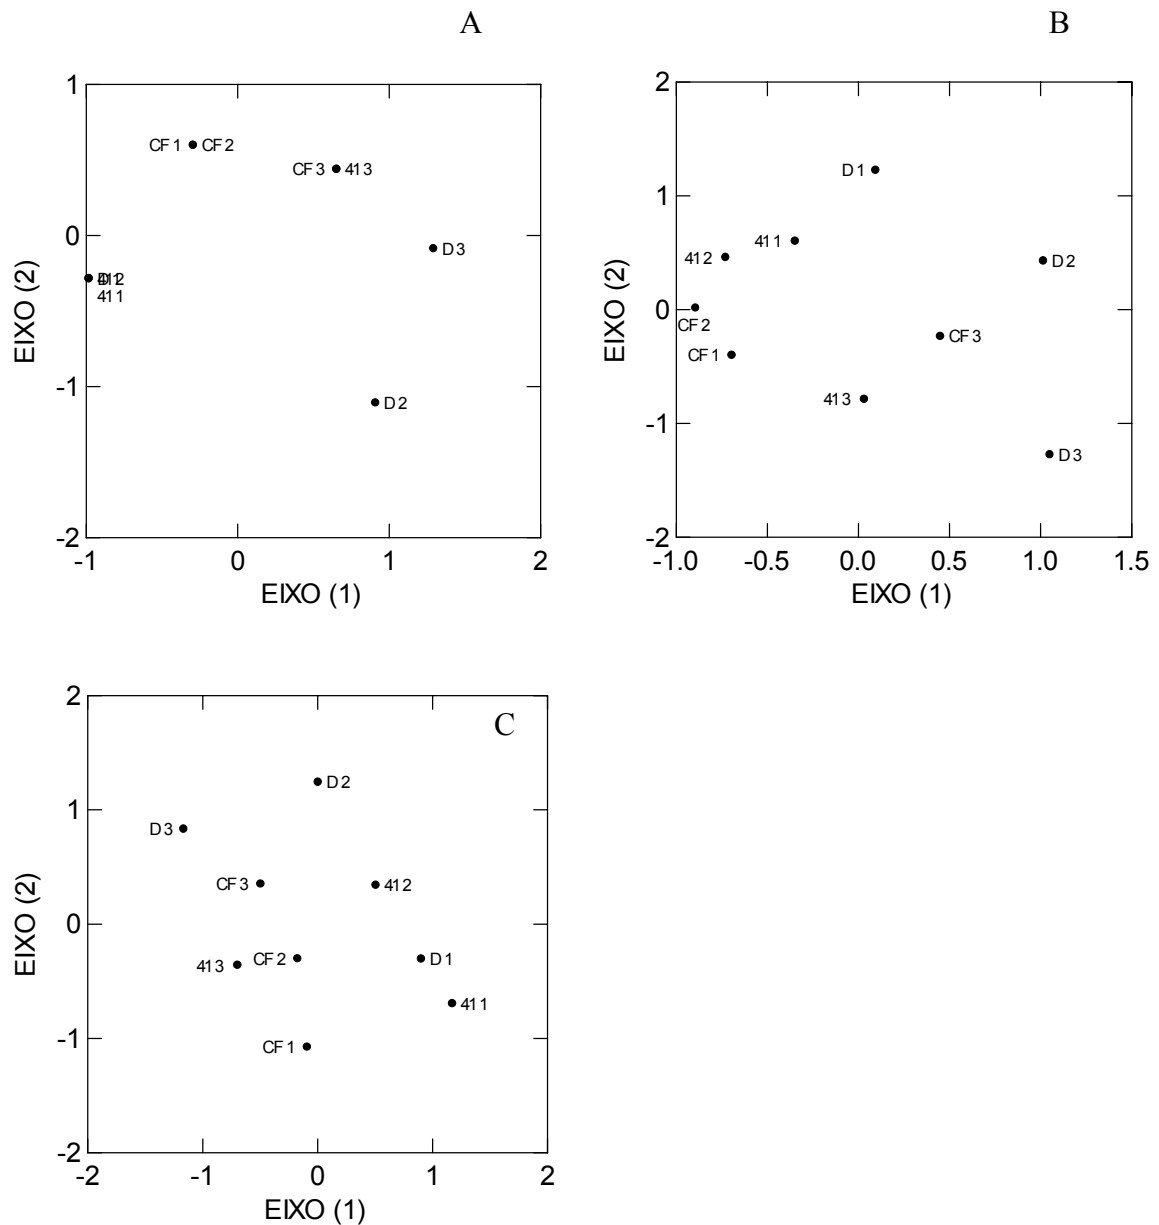 A
1
CF1 CF2
CF3 413
0
D3
411
-1
D2
-2
-1 0 1 2
EIXO (1)
EIXO (2)
B
2
D1
1
411
412
D2
0
CF2
CF3
CF1
413
-1
D3
-2
-1.0 -0.5 0.0 0.5 1.0 1.5
EIXO (1)
EIXO (2)
C
2
D2
1
D3
CF3
412
0
413
CF2
D1
411
-1
CF1
-2
-2 -1 0 1 2
EIXO (1)
EIXO (2)